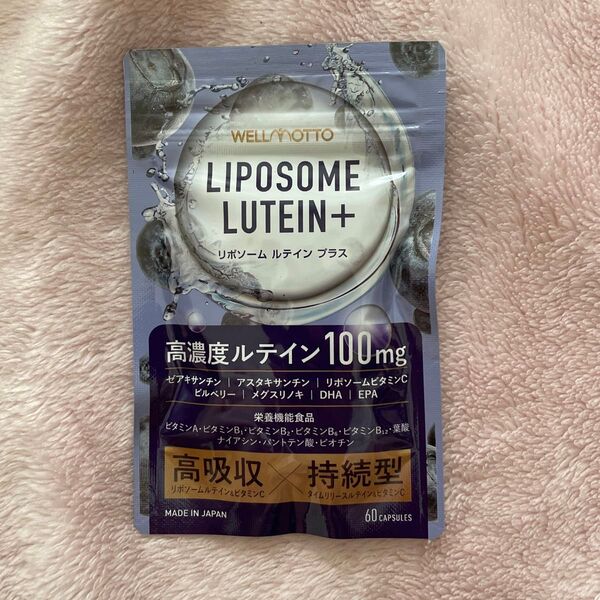 WELLMOTTO
LIPOSOME
LUTEIN+
リポソーム ルテイン プラス
高濃度ルテイン100mg
ゼアキサンチン | アスタキサンチン | リポソームビタミンC
ビルベリー | メグスリノキ | DHA | EPA
栄養機能食品
ビタミンA・ビタミンB₁・ビタミンB₂・ビタミンB₆・ビタミンB₁₂・葉酸
ナイアシン・パントテン酸・ビオチン
高吸収 × 持続型
リポソームルテイン&ビタミンC タイムリリースルテイン&ビタミンC
MADE IN JAPAN 60 CAPSULES